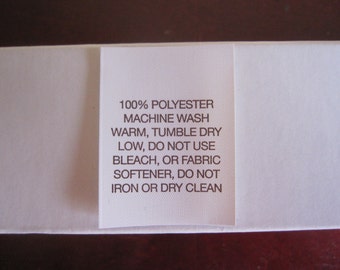 100% POLYESTER
MACHINE WASH
WARM, TUMBLE DRY
LOW, DO NOT USE
BLEACH, OR FABRIC
SOFTENER, DO NOT
IRON OR DRY CLEAN